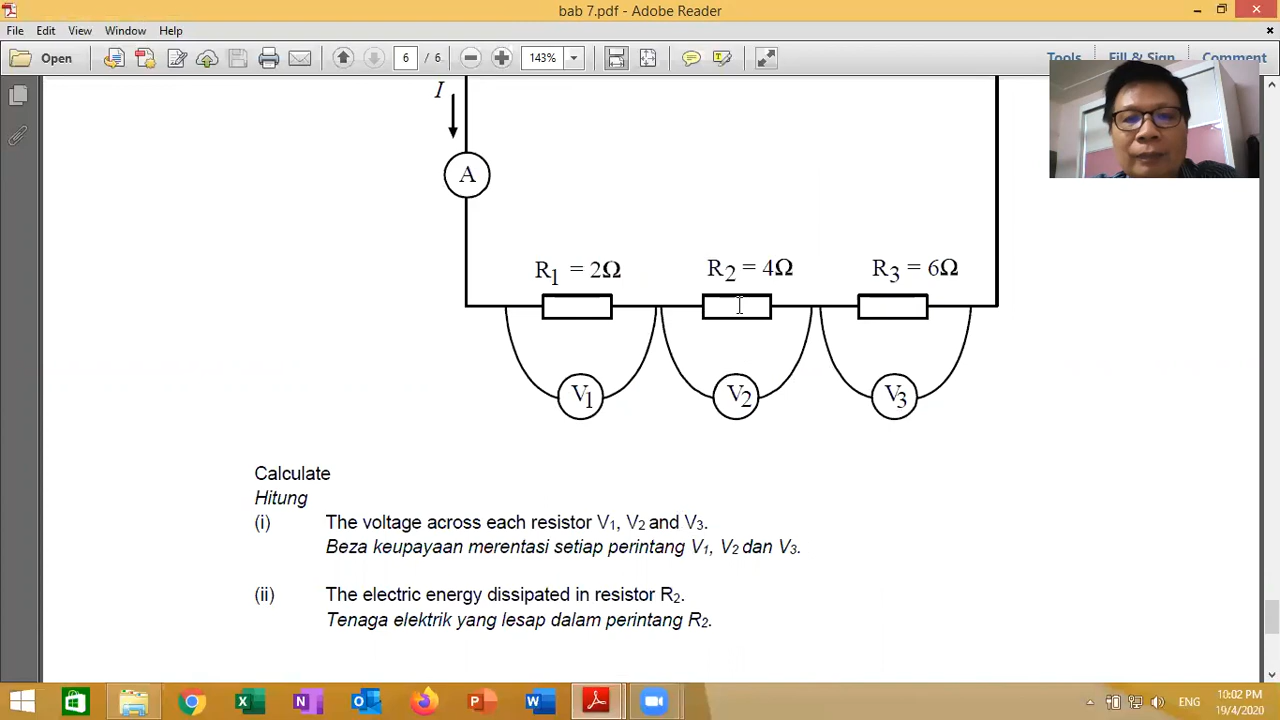 bab 7.pdf - Adobe Reader
File Edit View Window Help
Open 6 / 6 143% Tools Fill & Sign Comment
I
A
R1 = 2Ω R2 = 4Ω R3 = 6Ω
V1 V2 V3
Calculate
Hitung
(i) The voltage across each resistor V1, V2 and V3.
Beza keupayaan merentasi setiap perintang V1, V2 dan V3.
(ii) The electric energy dissipated in resistor R2.
Tenaga elektrik yang lesap dalam perintang R2.
ENG 10:02 PM
19/4/2020